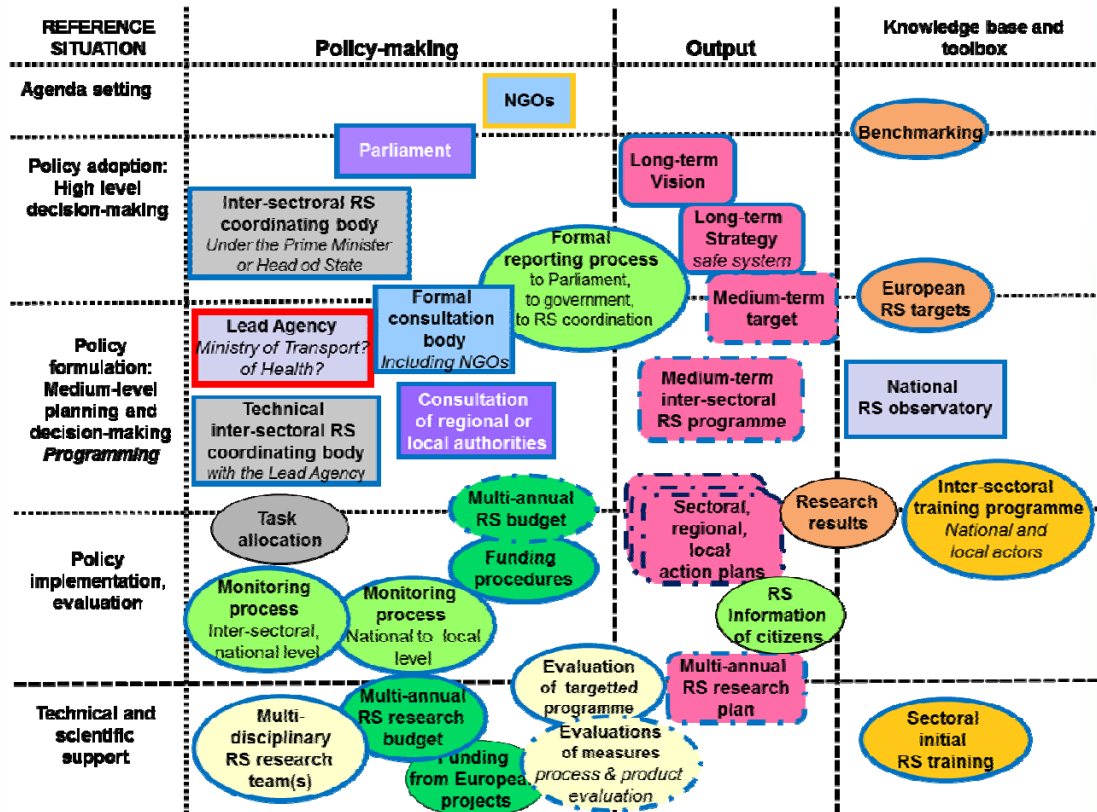 REFERENCE
SITUATION
Policy-making
Output
Knowledge base and
toolbox
Agenda setting
NGOs
Benchmarking
Policy adoption:
High level
decision-making
Parliament
Inter-sectroral RS
coordinating body
Under the Prime Minister
or Head od State
Formal
reporting process
to Parliament,
to government,
to RS coordination
Long-term
Vision
Long-term
Strategy
safe system
Medium-term
target
European
RS targets
Policy
formulation:
Medium-level
planning and
decision-making
Programming
Lead Agency
Ministry of Transport?
of Health?
Formal
consultation
body
Including NGOs
Technical
inter-sectoral RS
coordinating body
with the Lead Agency
Consultation
of regional or
local authorities
Medium-term
inter-sectoral
RS programme
National
RS observatory
Policy
implementation,
evaluation
Task
allocation
Multi-annual
RS budget
Funding
procedures
Monitoring
process
Inter-sectoral,
national level
Monitoring
process
National to local
level
Sectoral,
regional,
local
action plans
Research
results
Inter-sectoral
training programme
National and
local actors
RS
Information
of citizens
Technical and
scientific
support
Multi-
disciplinary
RS research
team(s)
Multi-annual
RS research
budget
Funding
from European
projects
Evaluation
of targetted
programme
Evaluations
of measures
process & product
evaluation
Multi-annual
RS research
plan
Sectoral
initial
RS training